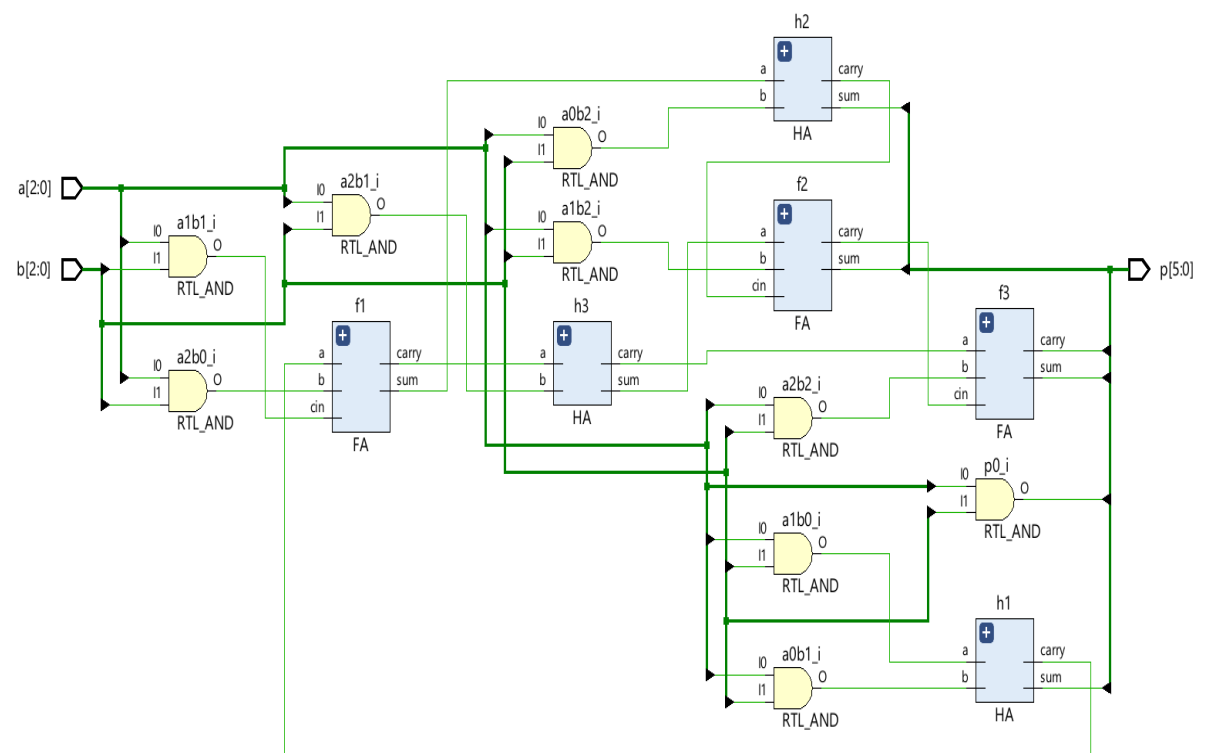 h2
a carry
b sum
HA
a0b2_i
I0 O
I1
RTL_AND
a[2:0]
a2b1_i
I0 O
I1
RTL_AND
f2
a carry
b sum
cin
FA
a1b1_i
I0 O
I1
RTL_AND
a1b2_i
I0 O
I1
RTL_AND
b[2:0]
p[5:0]
f1
a carry
b sum
cin
FA
h3
a carry
b sum
HA
f3
a carry
b sum
cin
FA
a2b0_i
I0 O
I1
RTL_AND
a2b2_i
I0 O
I1
RTL_AND
p0_i
I0 O
I1
RTL_AND
a1b0_i
I0 O
I1
RTL_AND
h1
a carry
b sum
HA
a0b1_i
I0 O
I1
RTL_AND